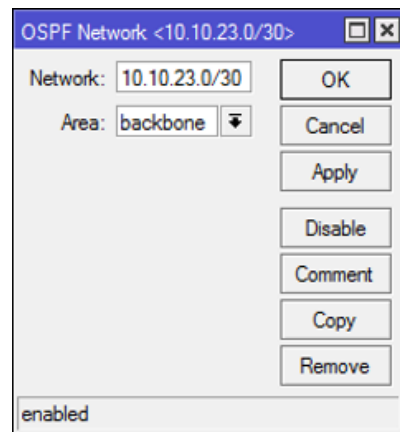 OSPF Network <10.10.23.0/30>
Network: 10.10.23.0/30
OK
Area: backbone
Cancel
Apply
Disable
Comment
Copy
Remove
enabled